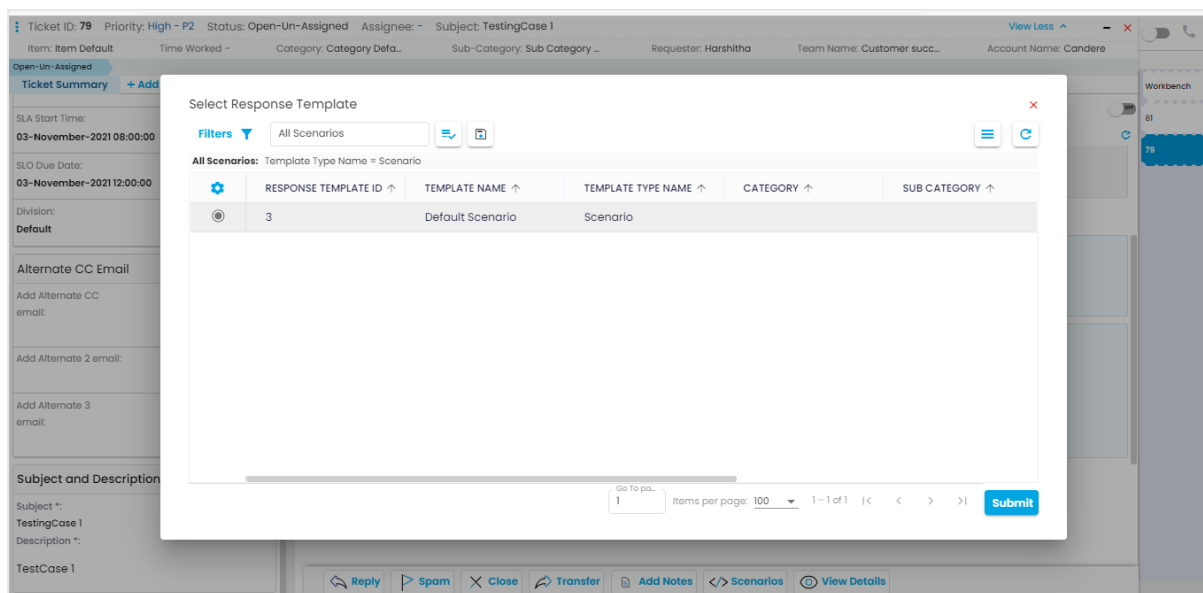 Ticket ID: 79 Priority: High - P2 Status: Open-Un-Assigned Assignee: - Subject: TestingCase 1 View Less
Item: Item Default Time Worked - Category: Category Defa... Sub-Category: Sub Category ... Requester: Harshitha Team Name: Customer succ... Account Name: Candere
Open-Un-Assigned
Ticket Summary + Add
Workbench
81
79
SLA Start Time:
03-November-2021 08:00:00
SLO Due Date:
03-November-2021 12:00:00
Division:
Default
Alternate CC Email
Add Alternate CC
email:
Add Alternate 2 email:
Add Alternate 3
email:
Subject and Description
Subject *:
TestingCase 1
Description *:
TestCase 1
Select Response Template
Filters All Scenarios
All Scenarios: Template Type Name = Scenario
RESPONSE TEMPLATE ID TEMPLATE NAME TEMPLATE TYPE NAME CATEGORY SUB CATEGORY
3 Default Scenario Scenario
Go To pa...
1 Items per page: 100 1 – 1 of 1 Submit
Reply Spam Close Transfer Add Notes Scenarios View Details